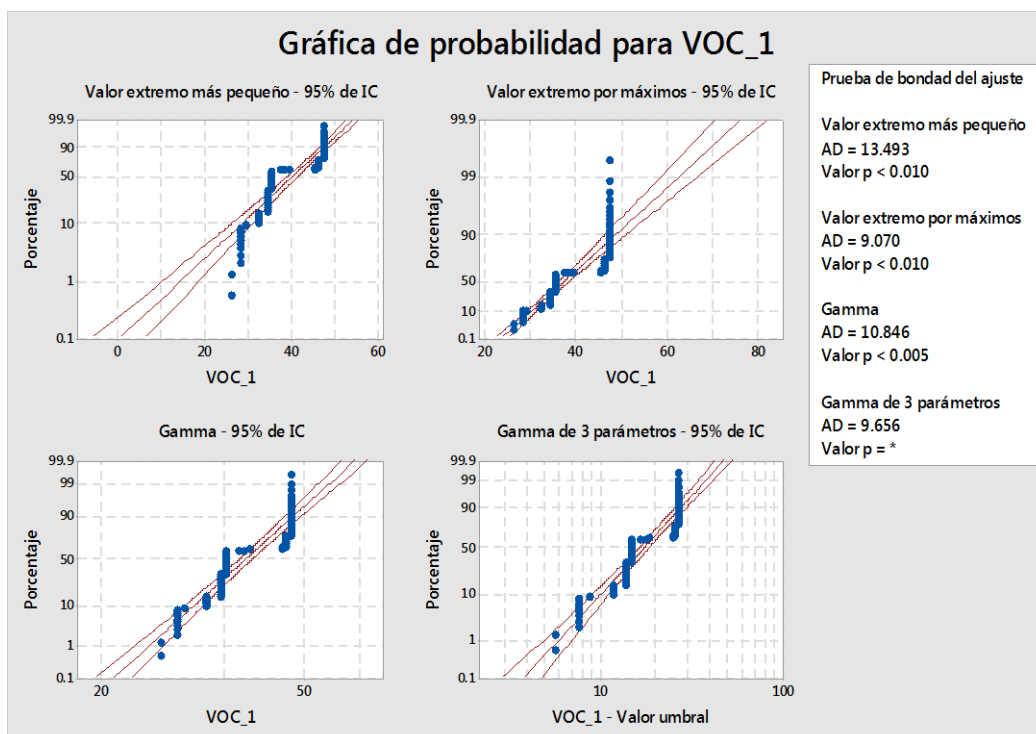 Gráfica de probabilidad para VOC_1
Valor extremo más pequeño - 95% de IC
99.9
90
50
10
1
0.1
Porcentaje
0
20
40
60
VOC_1
Valor extremo por máximos - 95% de IC
99.9
99
90
50
10
0.1
Porcentaje
20
40
60
80
VOC_1
Gamma - 95% de IC
99.9
99
90
50
10
1
0.1
Porcentaje
20
50
VOC_1
Gamma de 3 parámetros - 95% de IC
99.9
99
90
50
10
1
0.1
Porcentaje
10
100
VOC_1 - Valor umbral
Prueba de bondad del ajuste
Valor extremo más pequeño
AD = 13.493
Valor p < 0.010
Valor extremo por máximos
AD = 9.070
Valor p < 0.010
Gamma
AD = 10.846
Valor p < 0.005
Gamma de 3 parámetros
AD = 9.656
Valor p = *